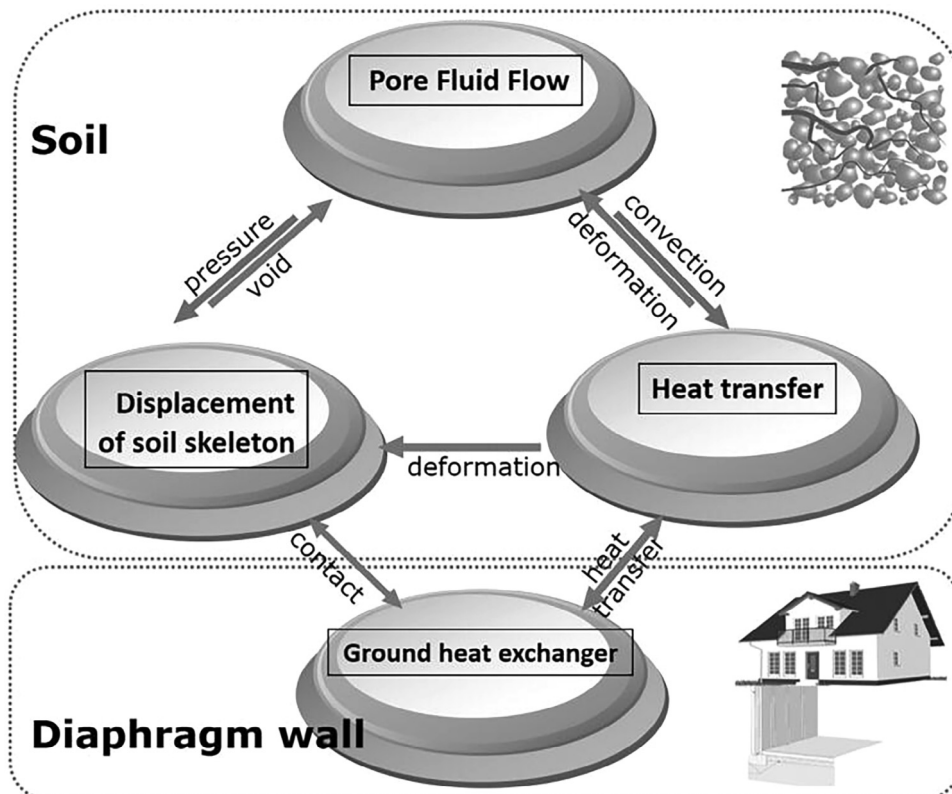 Pore Fluid Flow
Soil
pressure
void
convection
deformation
Displacement
of soil skeleton
Heat transfer
deformation
contact
heat
transfer
Ground heat exchanger
Diaphragm wall